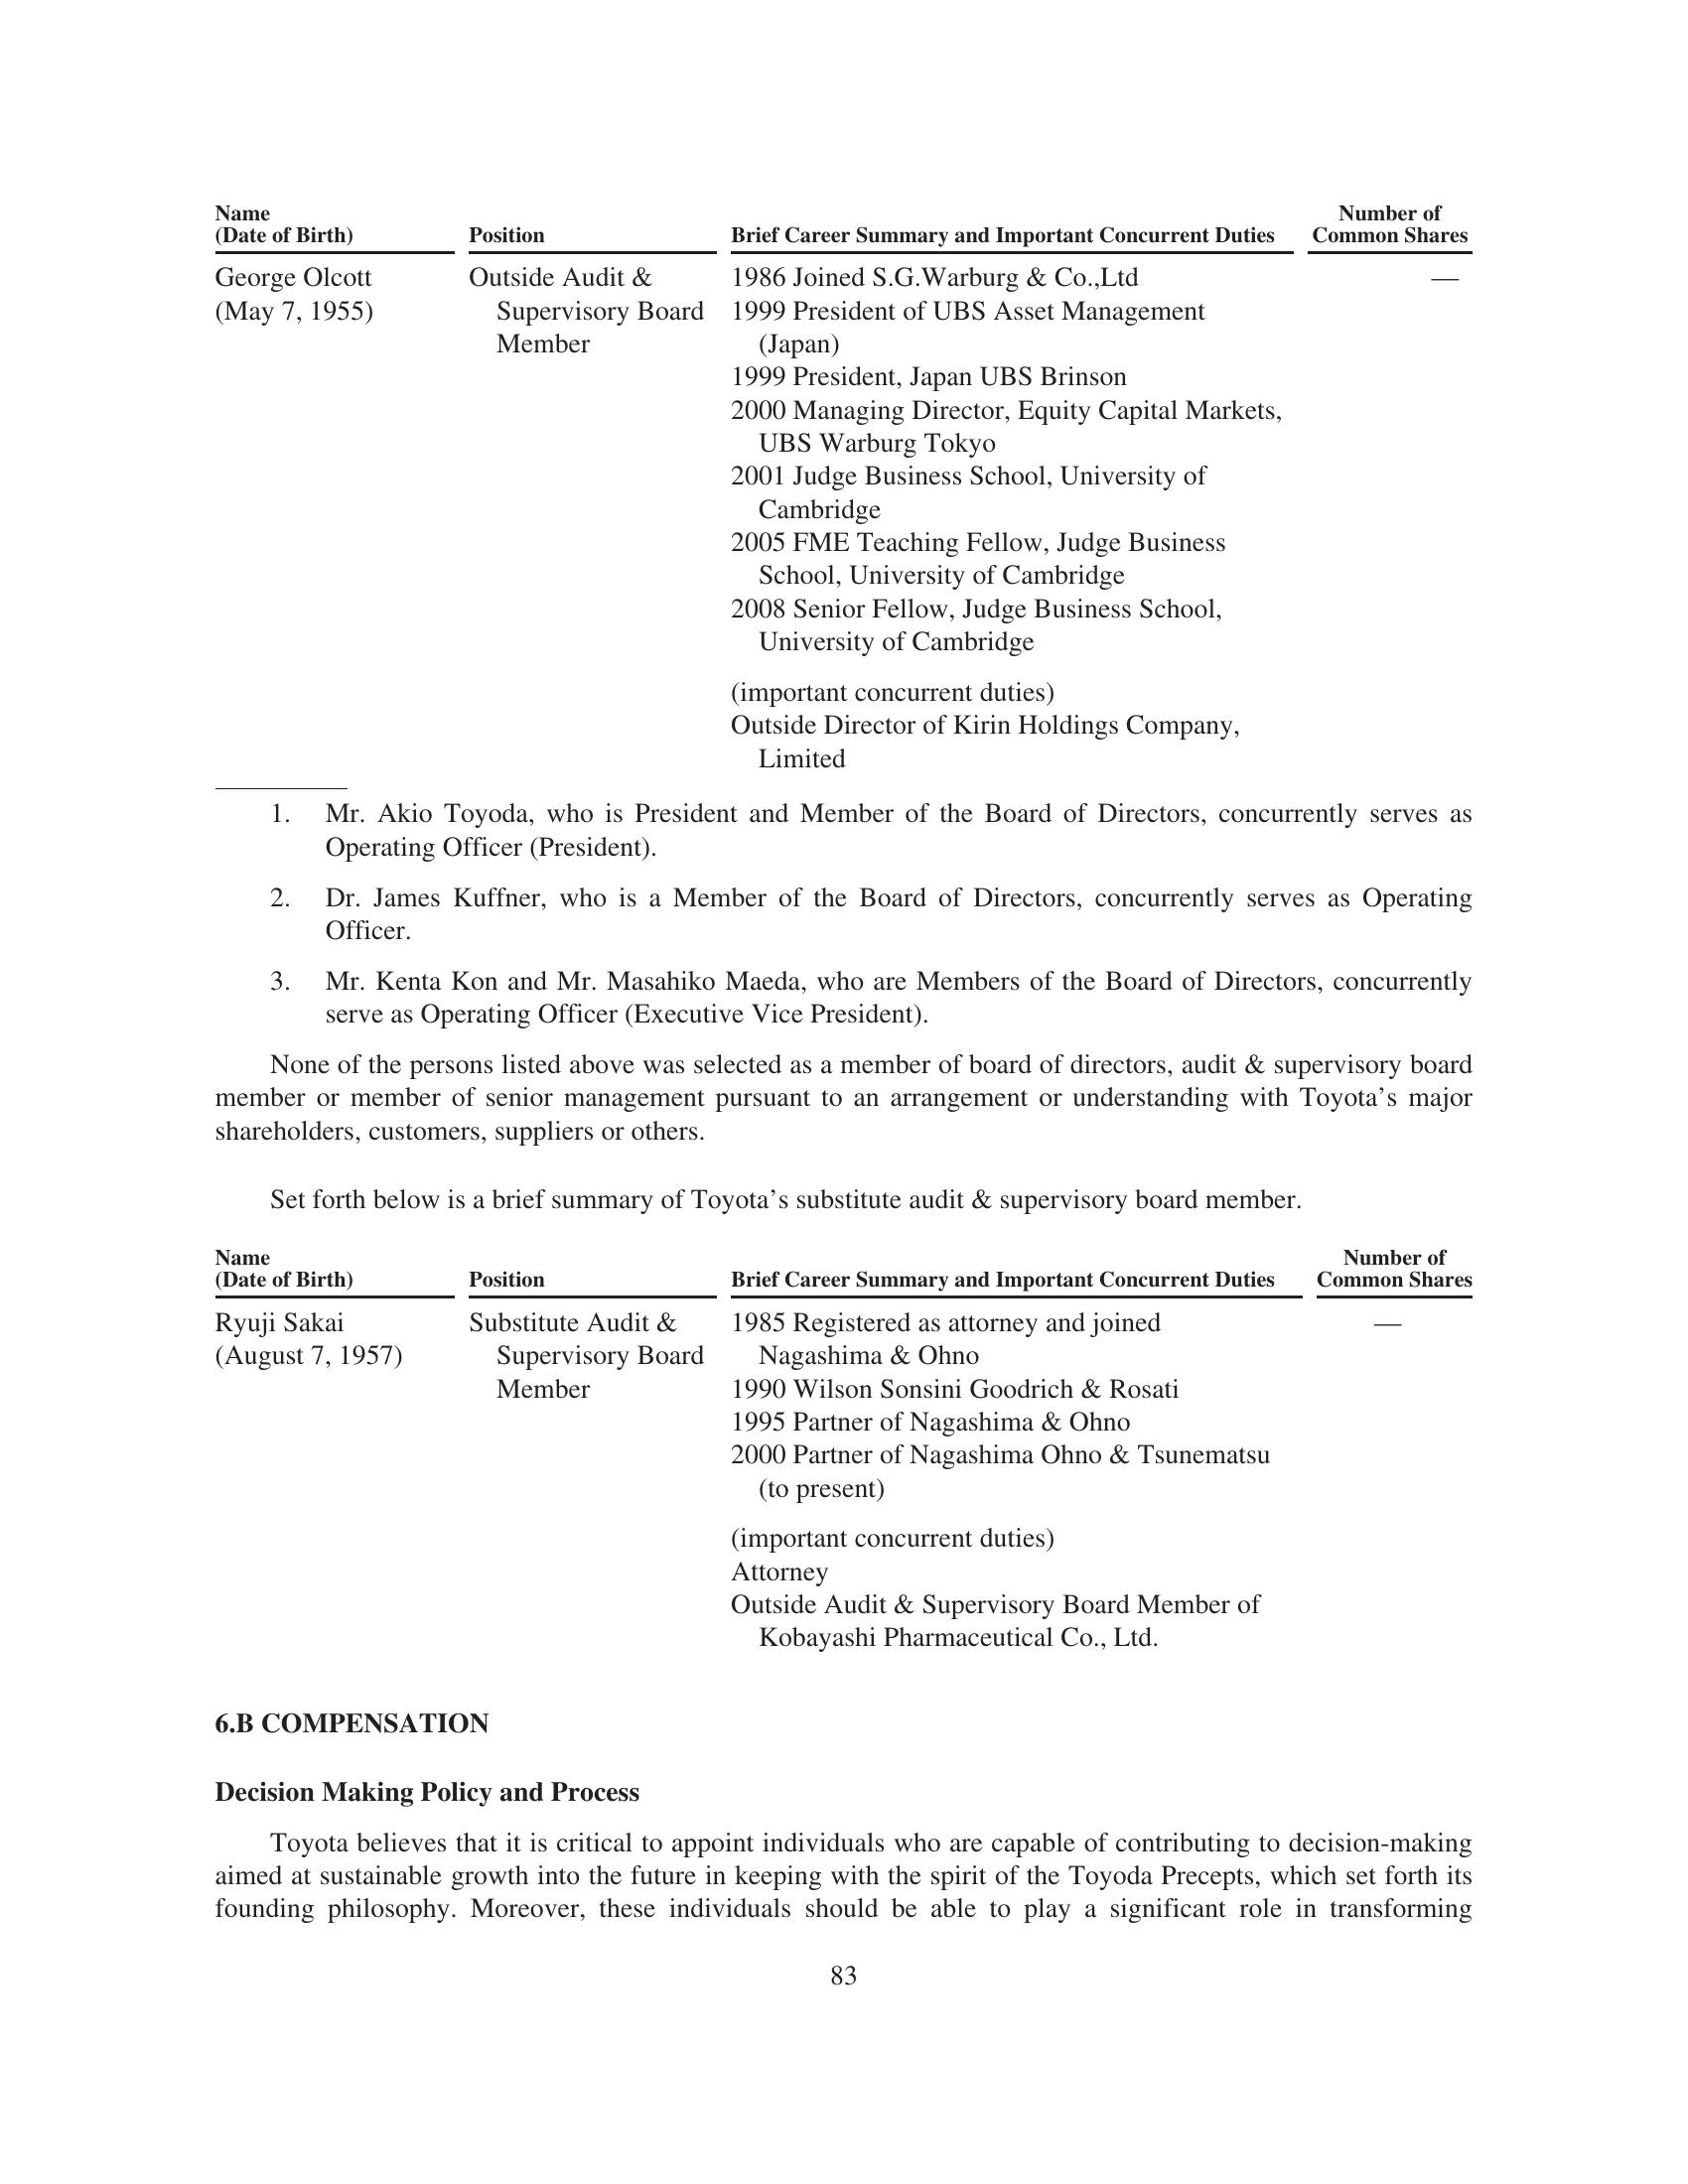 Name
(Date of Birth) Position Brief Career Summary and Important Concurrent Duties Number of
Common Shares
George Olcott Outside Audit & 1986 Joined S.G.Warburg & Co.,Ltd —
(May 7, 1955) Supervisory Board 1999 President of UBS Asset Management
Member (Japan)
1999 President, Japan UBS Brinson
2000 Managing Director, Equity Capital Markets,
UBS Warburg Tokyo
2001 Judge Business School, University of
Cambridge
2005 FME Teaching Fellow, Judge Business
School, University of Cambridge
2008 Senior Fellow, Judge Business School,
University of Cambridge
(important concurrent duties)
Outside Director of Kirin Holdings Company,
Limited
1. Mr. Akio Toyoda, who is President and Member of the Board of Directors, concurrently serves as
Operating Officer (President).
2. Dr. James Kuffner, who is a Member of the Board of Directors, concurrently serves as Operating
Officer.
3. Mr. Kenta Kon and Mr. Masahiko Maeda, who are Members of the Board of Directors, concurrently
serve as Operating Officer (Executive Vice President).
None of the persons listed above was selected as a member of board of directors, audit & supervisory board
member or member of senior management pursuant to an arrangement or understanding with Toyota’s major
shareholders, customers, suppliers or others.
Set forth below is a brief summary of Toyota’s substitute audit & supervisory board member.
Name
(Date of Birth) Position Brief Career Summary and Important Concurrent Duties Number of
Common Shares
Ryuji Sakai Substitute Audit & 1985 Registered as attorney and joined —
(August 7, 1957) Supervisory Board Nagashima & Ohno
Member 1990 Wilson Sonsini Goodrich & Rosati
1995 Partner of Nagashima & Ohno
2000 Partner of Nagashima Ohno & Tsunematsu
(to present)
(important concurrent duties)
Attorney
Outside Audit & Supervisory Board Member of
Kobayashi Pharmaceutical Co., Ltd.
6.B COMPENSATION
Decision Making Policy and Process
Toyota believes that it is critical to appoint individuals who are capable of contributing to decision-making
aimed at sustainable growth into the future in keeping with the spirit of the Toyoda Precepts, which set forth its
founding philosophy. Moreover, these individuals should be able to play a significant role in transforming
83